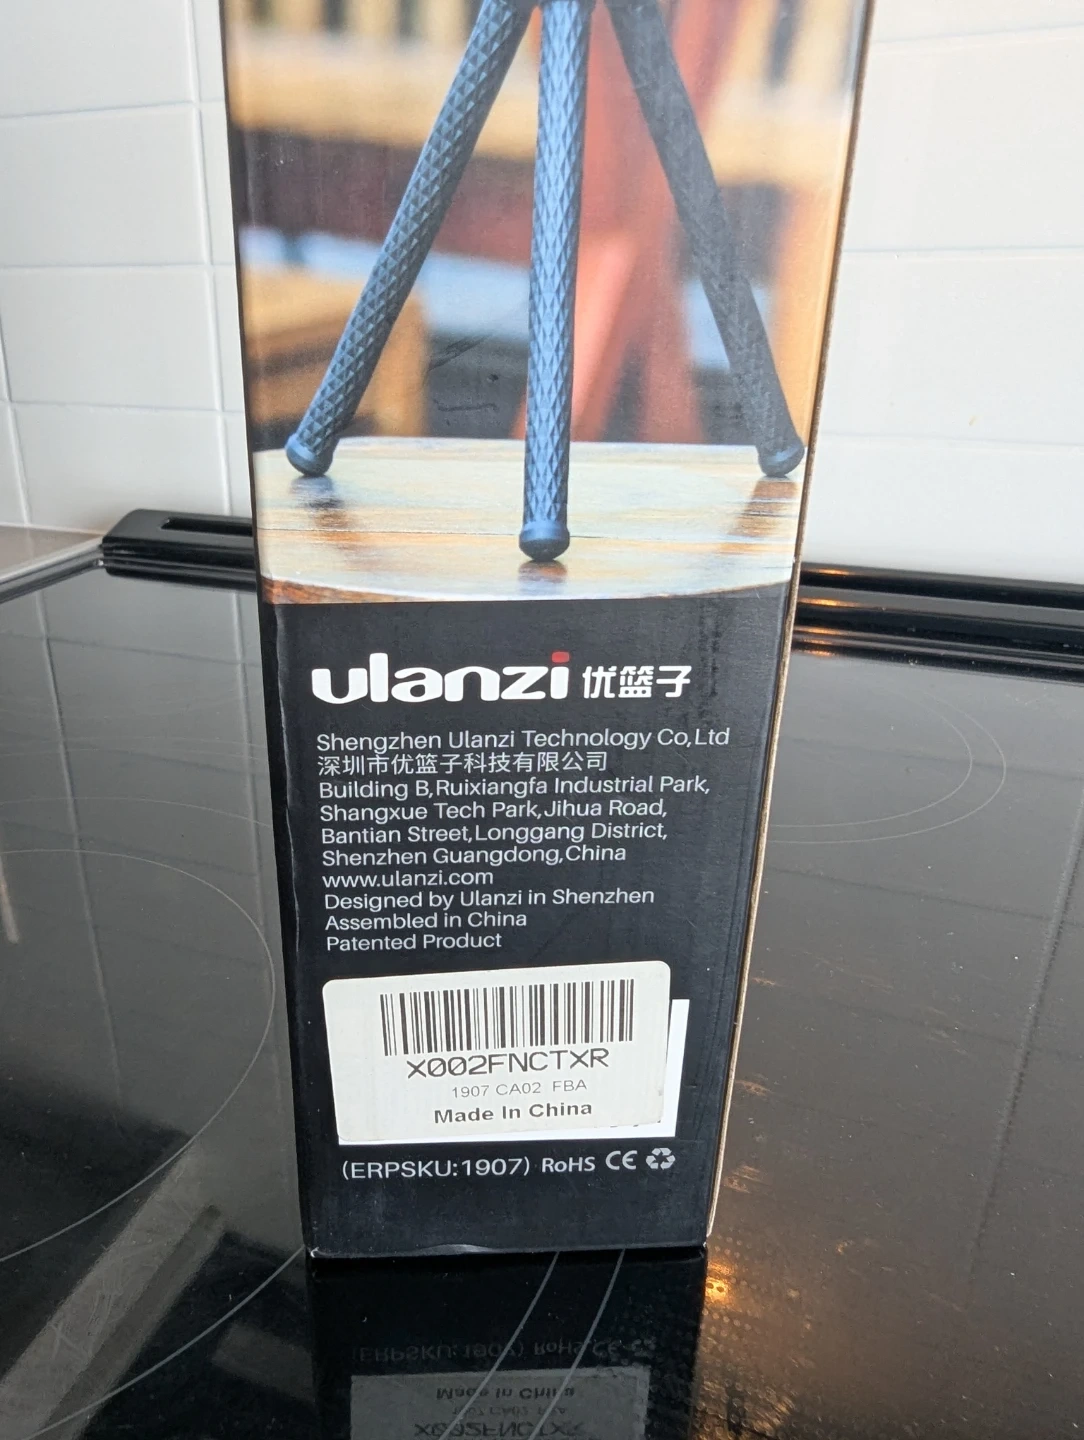 ulanzi 优篮子
Shengzhen Ulanzi Technology Co,Ltd
深圳市优篮子科技有限公司
Building B,Ruixiangfa Industrial Park,
Shangxue Tech Park,Jihua Road,
Bantian Street,Longgang District,
Shenzhen Guangdong,China
www.ulanzi.com
Designed by Ulanzi in Shenzhen
Assembled in China
Patented Product
X002FNCTXR
1907 CA02 FBA
Made In China
(ERPSKU:1907) RoHS CE